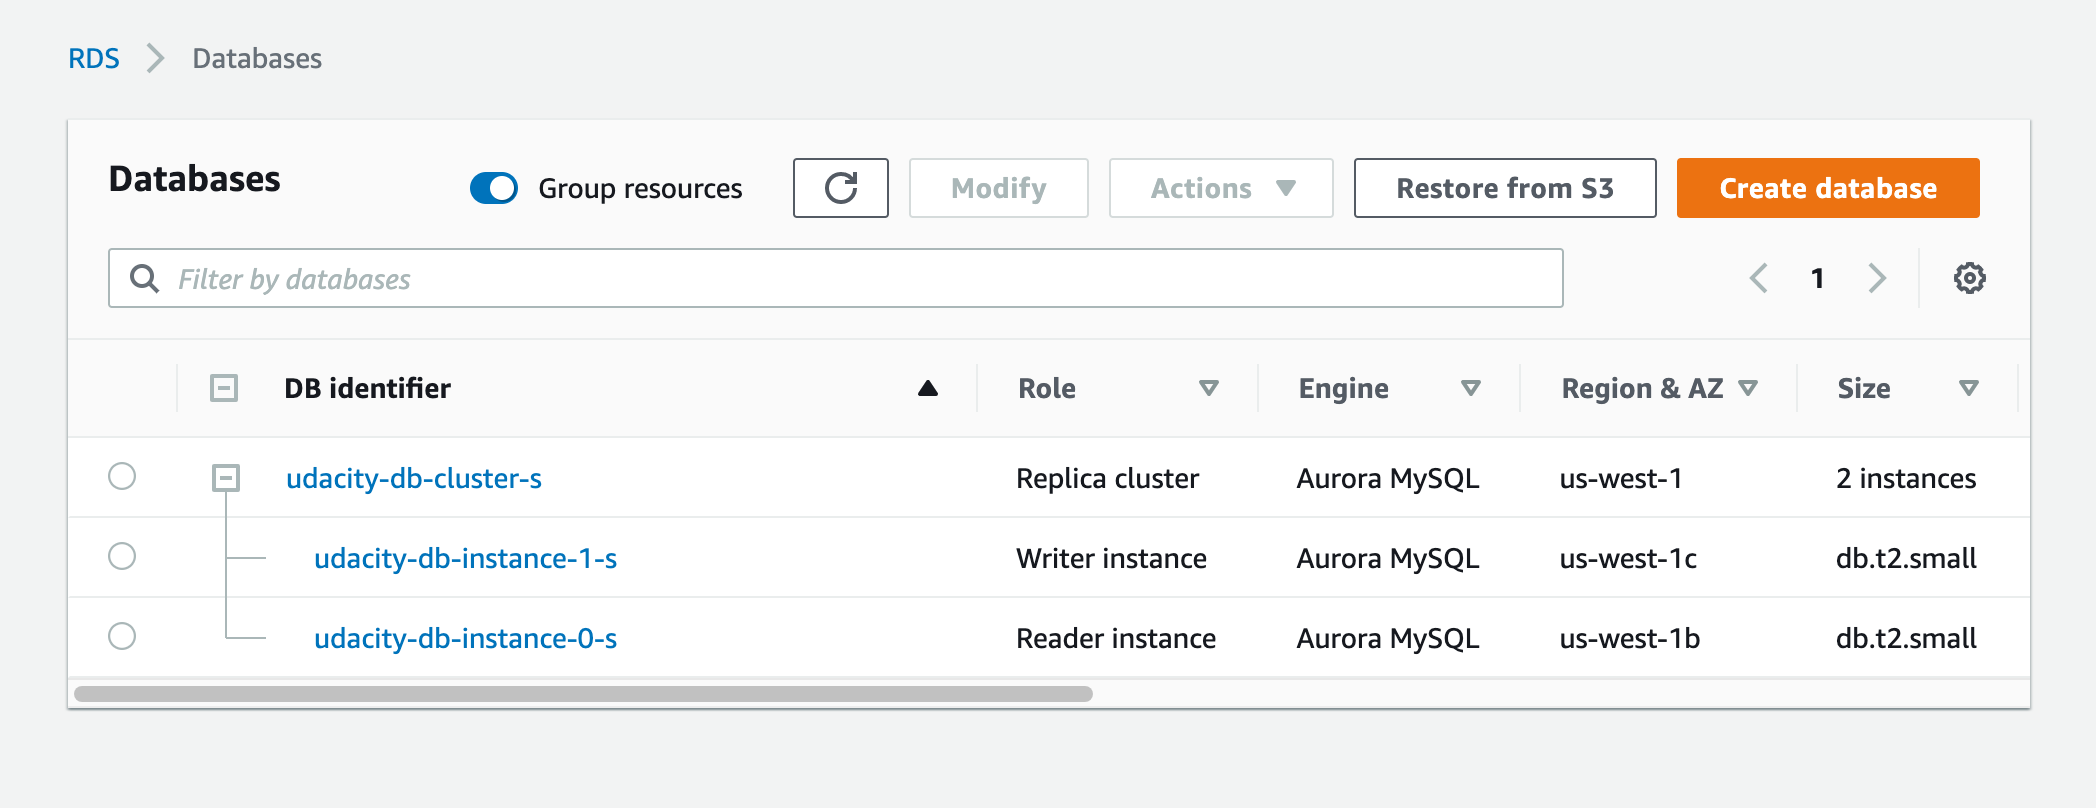 RDS Databases
Databases Group resources Modify Actions Restore from S3 Create database
Filter by databases 1
DB identifier Role Engine Region & AZ Size
udacity-db-cluster-s Replica cluster Aurora MySQL us-west-1 2 instances
udacity-db-instance-1-s Writer instance Aurora MySQL us-west-1c db.t2.small
udacity-db-instance-0-s Reader instance Aurora MySQL us-west-1b db.t2.small